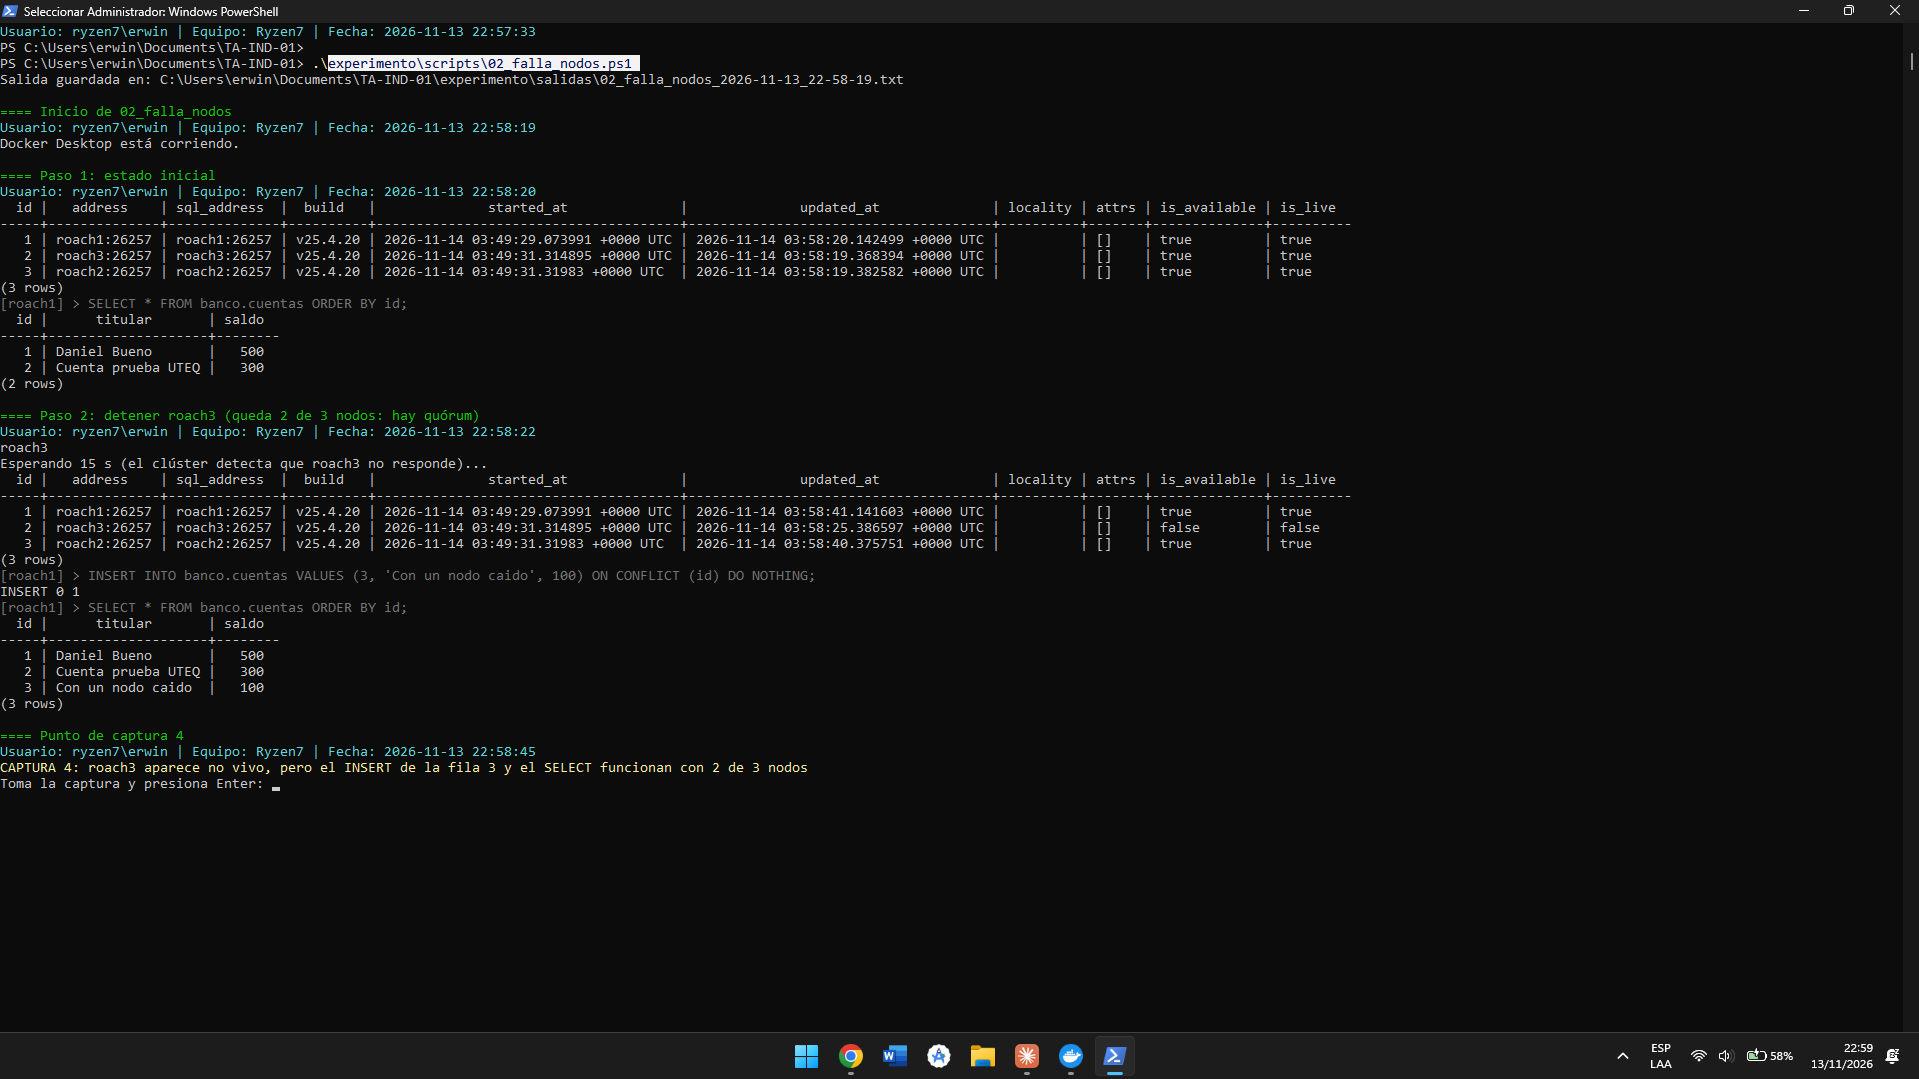 Seleccionar Administrador: Windows PowerShell
Usuario: ryzen7\erwin | Equipo: Ryzen7 | Fecha: 2026-11-13 22:57:33
PS C:\Users\erwin\Documents\TA-IND-01>
PS C:\Users\erwin\Documents\TA-IND-01> .\experimento\scripts\02_falla_nodos.ps1
Salida guardada en: C:\Users\erwin\Documents\TA-IND-01\experimento\salidas\02_falla_nodos_2026-11-13_22-58-19.txt
==== Inicio de 02_falla_nodos
Usuario: ryzen7\erwin | Equipo: Ryzen7 | Fecha: 2026-11-13 22:58:19
Docker Desktop está corriendo.
==== Paso 1: estado inicial
Usuario: ryzen7\erwin | Equipo: Ryzen7 | Fecha: 2026-11-13 22:58:20
id | address | sql_address | build | started_at | updated_at | locality | attrs | is_available | is_live
-----+--------------+--------------+----------+--------------------------------------+--------------------------------------+----------+-------+--------------+----------
1 | roach1:26257 | roach1:26257 | v25.4.20 | 2026-11-14 03:49:29.073991 +0000 UTC | 2026-11-14 03:58:20.142499 +0000 UTC | | [] | true | true
2 | roach3:26257 | roach3:26257 | v25.4.20 | 2026-11-14 03:49:31.314895 +0000 UTC | 2026-11-14 03:58:19.368394 +0000 UTC | | [] | true | true
3 | roach2:26257 | roach2:26257 | v25.4.20 | 2026-11-14 03:49:31.31983 +0000 UTC | 2026-11-14 03:58:19.382582 +0000 UTC | | [] | true | true
(3 rows)
[roach1] > SELECT * FROM banco.cuentas ORDER BY id;
id | titular | saldo
-----+--------------------+--------
1 | Daniel Bueno | 500
2 | Cuenta prueba UTEQ | 300
(2 rows)
==== Paso 2: detener roach3 (queda 2 de 3 nodos: hay quórum)
Usuario: ryzen7\erwin | Equipo: Ryzen7 | Fecha: 2026-11-13 22:58:22
roach3
Esperando 15 s (el clúster detecta que roach3 no responde)...
id | address | sql_address | build | started_at | updated_at | locality | attrs | is_available | is_live
-----+--------------+--------------+----------+--------------------------------------+--------------------------------------+----------+-------+--------------+----------
1 | roach1:26257 | roach1:26257 | v25.4.20 | 2026-11-14 03:49:29.073991 +0000 UTC | 2026-11-14 03:58:41.141603 +0000 UTC | | [] | true | true
2 | roach3:26257 | roach3:26257 | v25.4.20 | 2026-11-14 03:49:31.314895 +0000 UTC | 2026-11-14 03:58:25.386597 +0000 UTC | | [] | false | false
3 | roach2:26257 | roach2:26257 | v25.4.20 | 2026-11-14 03:49:31.31983 +0000 UTC | 2026-11-14 03:58:40.375751 +0000 UTC | | [] | true | true
(3 rows)
[roach1] > INSERT INTO banco.cuentas VALUES (3, 'Con un nodo caido', 100) ON CONFLICT (id) DO NOTHING;
INSERT 0 1
[roach1] > SELECT * FROM banco.cuentas ORDER BY id;
id | titular | saldo
-----+--------------------+--------
1 | Daniel Bueno | 500
2 | Cuenta prueba UTEQ | 300
3 | Con un nodo caido | 100
(3 rows)
==== Punto de captura 4
Usuario: ryzen7\erwin | Equipo: Ryzen7 | Fecha: 2026-11-13 22:58:45
CAPTURA 4: roach3 aparece no vivo, pero el INSERT de la fila 3 y el SELECT funcionan con 2 de 3 nodos
Toma la captura y presiona Enter:
ESP
LAA
58%
22:59
13/11/2026